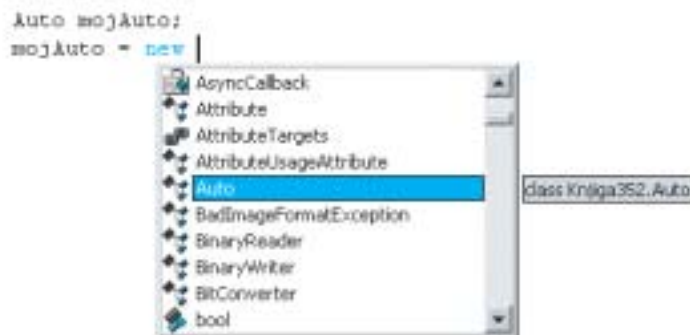 Auto mojAuto;
mojAuto = new
AsyncCallback
Attribute
AttributeTargets
AttributeUsageAttribute
Auto
class Knjiga352.Auto
BadImageFormatException
BinaryReader
BinaryWriter
BitConverter
bool